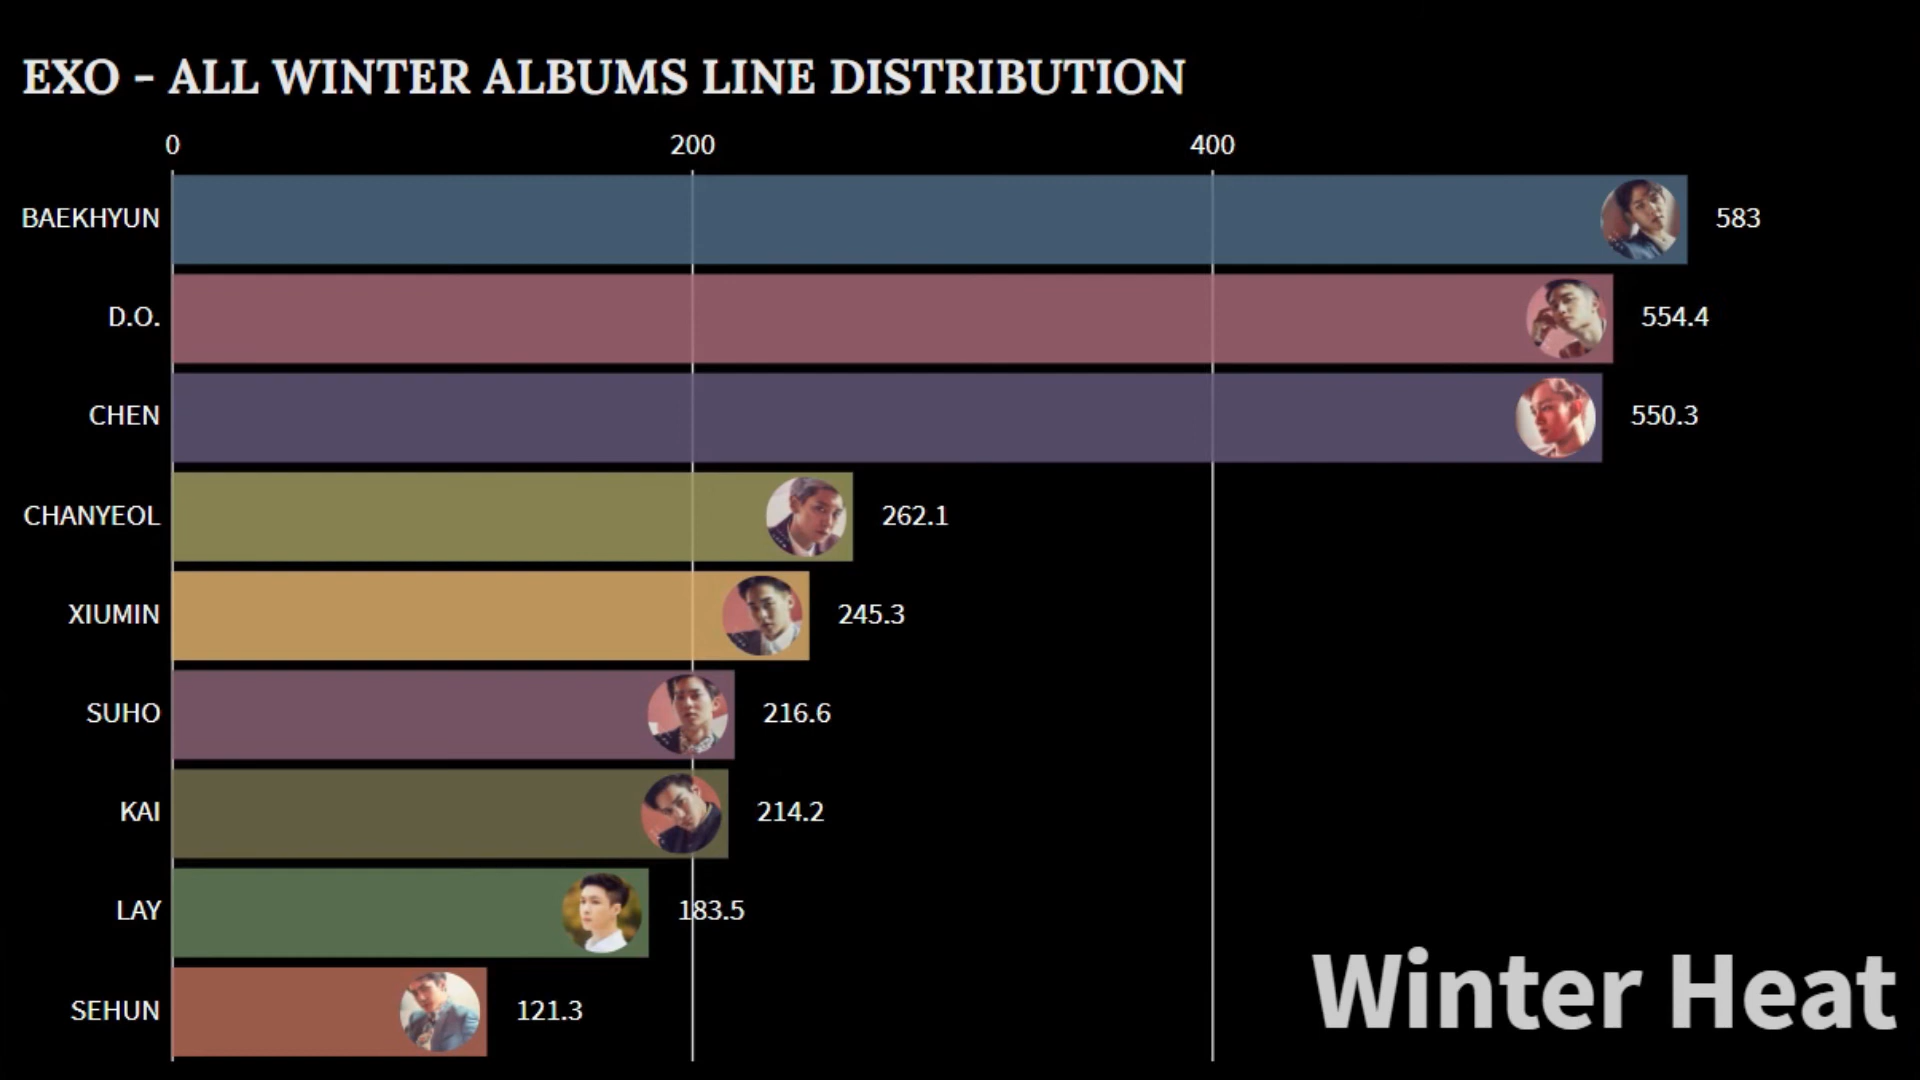 EXO - ALL WINTER ALBUMS LINE DISTRIBUTION
0 200 400
BAEKHYUN 583
D.O. 554.4
CHEN 550.3
CHANYEOL 262.1
XIUMIN 245.3
SUHO 216.6
KAI 214.2
LAY 183.5
SEHUN 121.3
Winter Heat